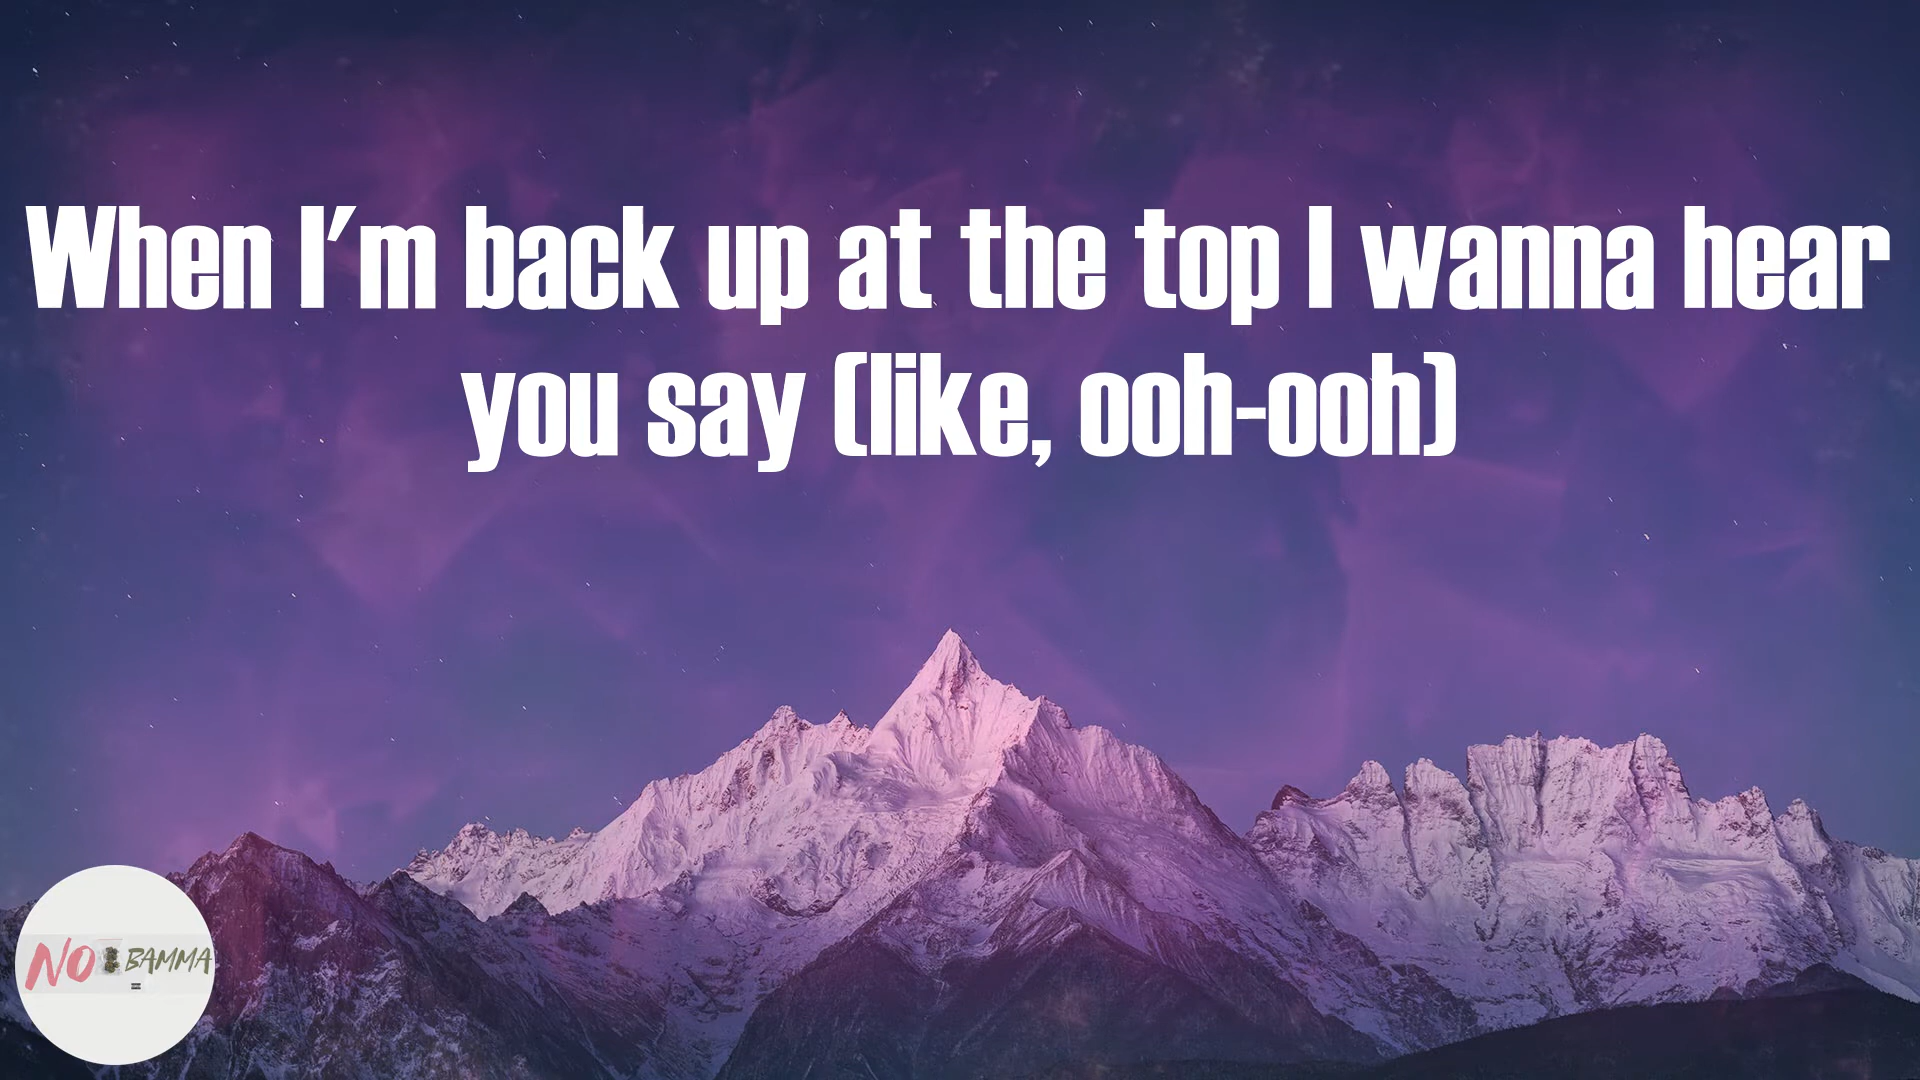 When I'm back up at the top I wanna hear
you say (like, ooh-ooh)
NO BAMMA